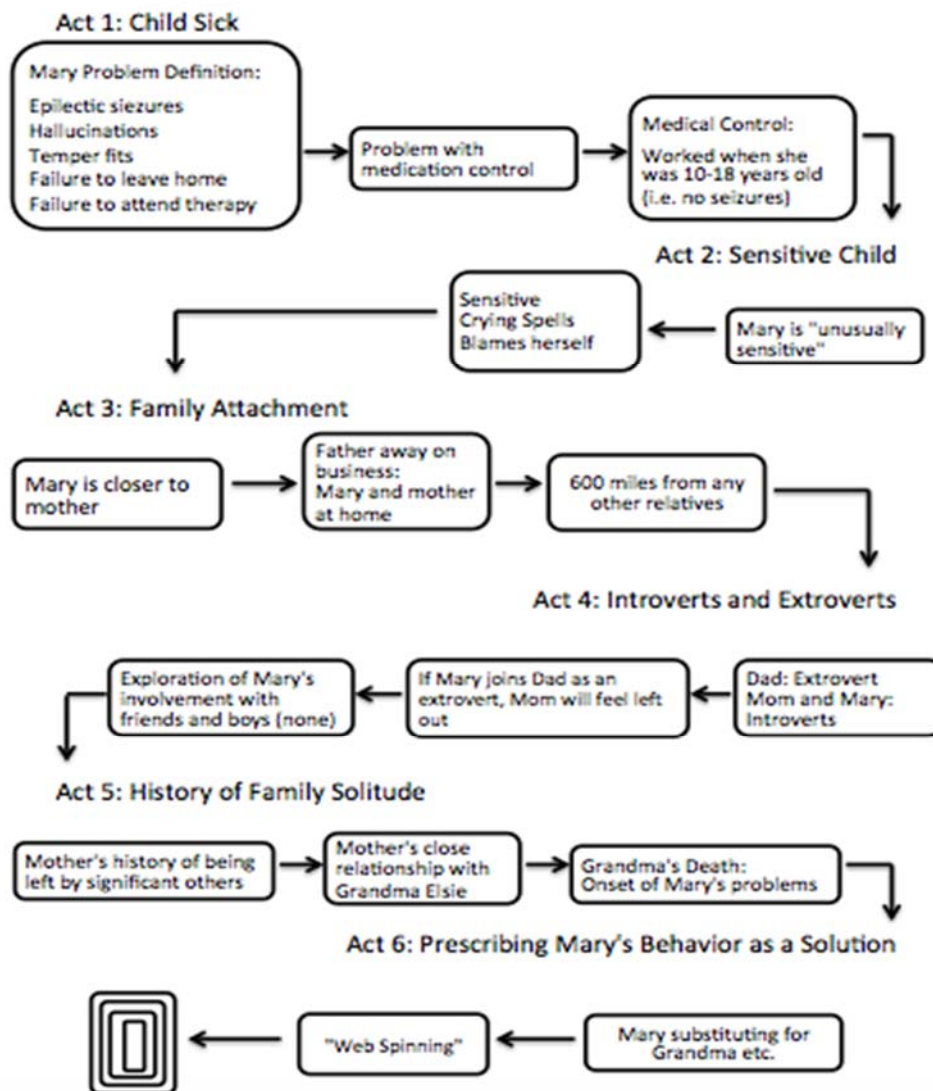 Act 1: Child Sick
Mary Problem Definition:
Epilectic siezures
Hallucinations
Temper fits
Failure to leave home
Failure to attend therapy
Problem with
medication control
Medical Control:
Worked when she
was 10-18 years old
(i.e. no seizures)
Act 2: Sensitive Child
Mary is "unusually
sensitive"
Sensitive
Crying Spells
Blames herself
Act 3: Family Attachment
Mary is closer to
mother
Father away on
business:
Mary and mother
at home
600 miles from any
other relatives
Act 4: Introverts and Extroverts
Dad: Extrovert
Mom and Mary:
Introverts
If Mary joins Dad as an
extrovert, Mom will feel left
out
Exploration of Mary's
involvement with
friends and boys (none)
Act 5: History of Family Solitude
Mother's history of being
left by significant others
Mother's close
relationship with
Grandma Elsie
Grandma's Death:
Onset of Mary's problems
Act 6: Prescribing Mary's Behavior as a Solution
Mary substituting for
Grandma etc.
"Web Spinning"